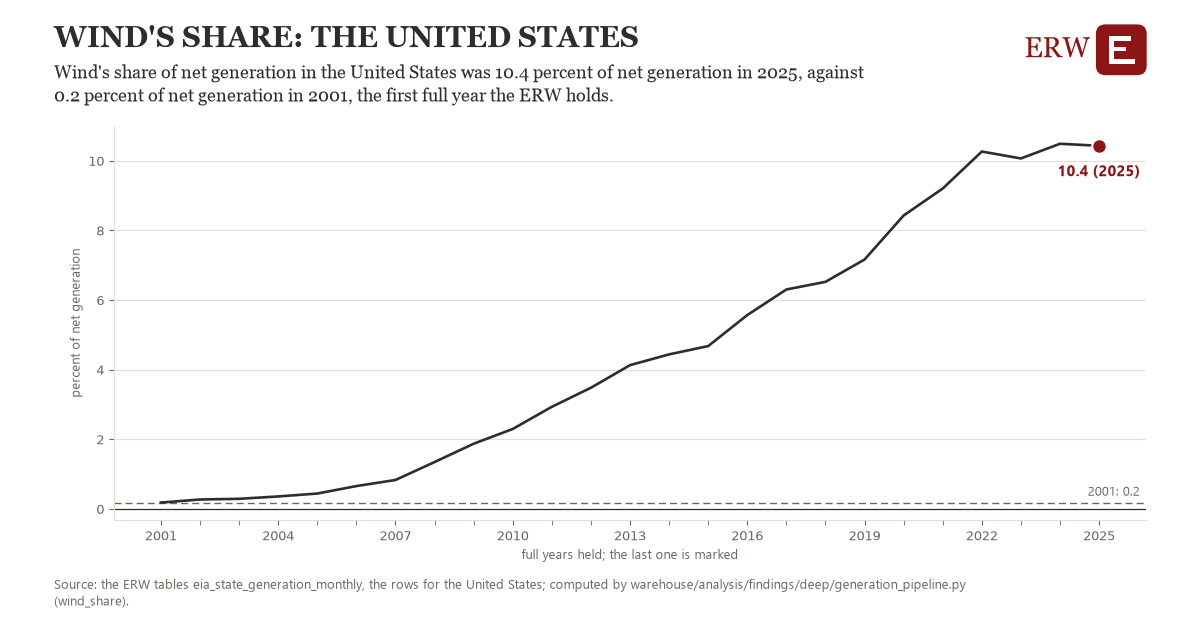 WIND'S SHARE: THE UNITED STATES
Wind's share of net generation in the United States was 10.4 percent of net generation in 2025, against
0.2 percent of net generation in 2001, the first full year the ERW holds.
ERW E
percent of net generation
10
8
6
4
2
0
10.4 (2025)
2001: 0.2
2001 2004 2007 2010 2013 2016 2019 2022 2025
full years held; the last one is marked
Source: the ERW tables eia_state_generation_monthly, the rows for the United States; computed by warehouse/analysis/findings/deep/generation_pipeline.py
(wind_share).